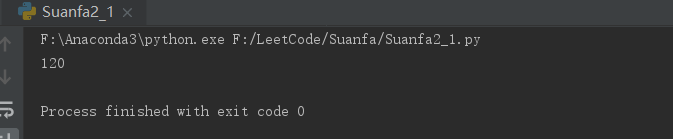 Suanfa2_1
F:\Anaconda3\python.exe F:/LeetCode/Suanfa/Suanfa2_1.py
120
Process finished with exit code 0